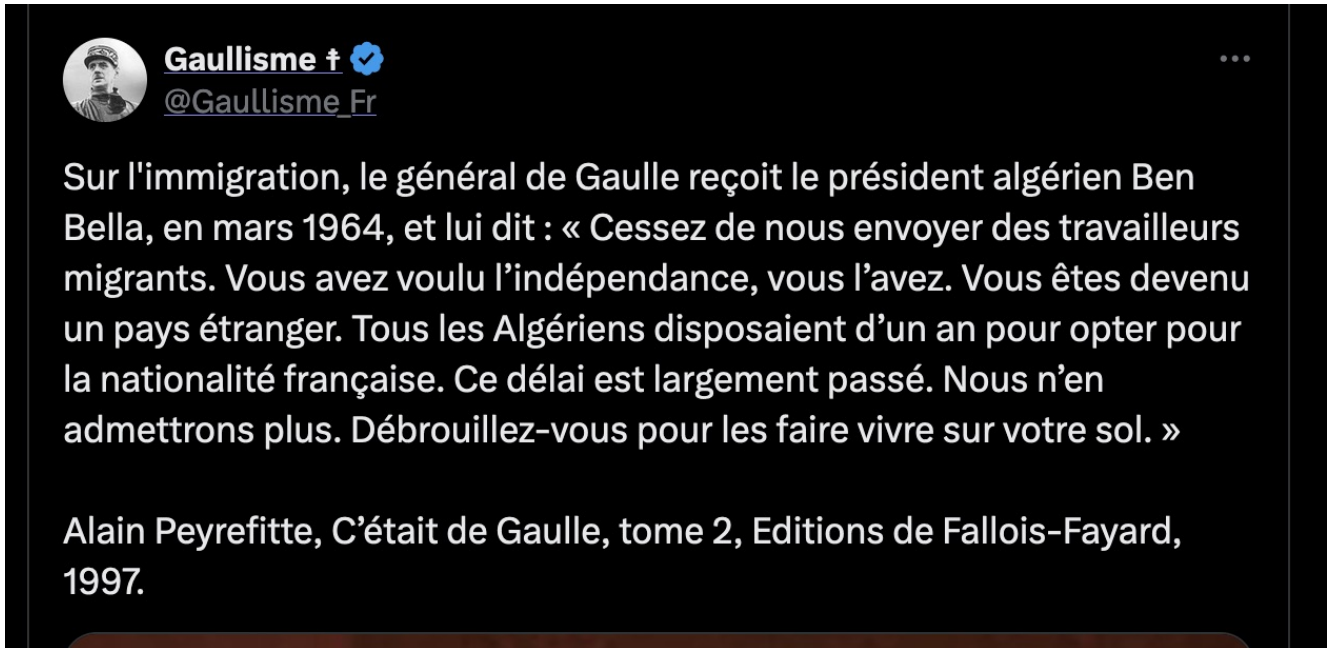 Gaullisme ☨
@Gaullisme_Fr
Sur l'immigration, le général de Gaulle reçoit le président algérien Ben
Bella, en mars 1964, et lui dit : « Cessez de nous envoyer des travailleurs
migrants. Vous avez voulu l’indépendance, vous l’avez. Vous êtes devenu
un pays étranger. Tous les Algériens disposaient d’un an pour opter pour
la nationalité française. Ce délai est largement passé. Nous n’en
admettrons plus. Débrouillez-vous pour les faire vivre sur votre sol. »
Alain Peyrefitte, C’était de Gaulle, tome 2, Editions de Fallois-Fayard,
1997.